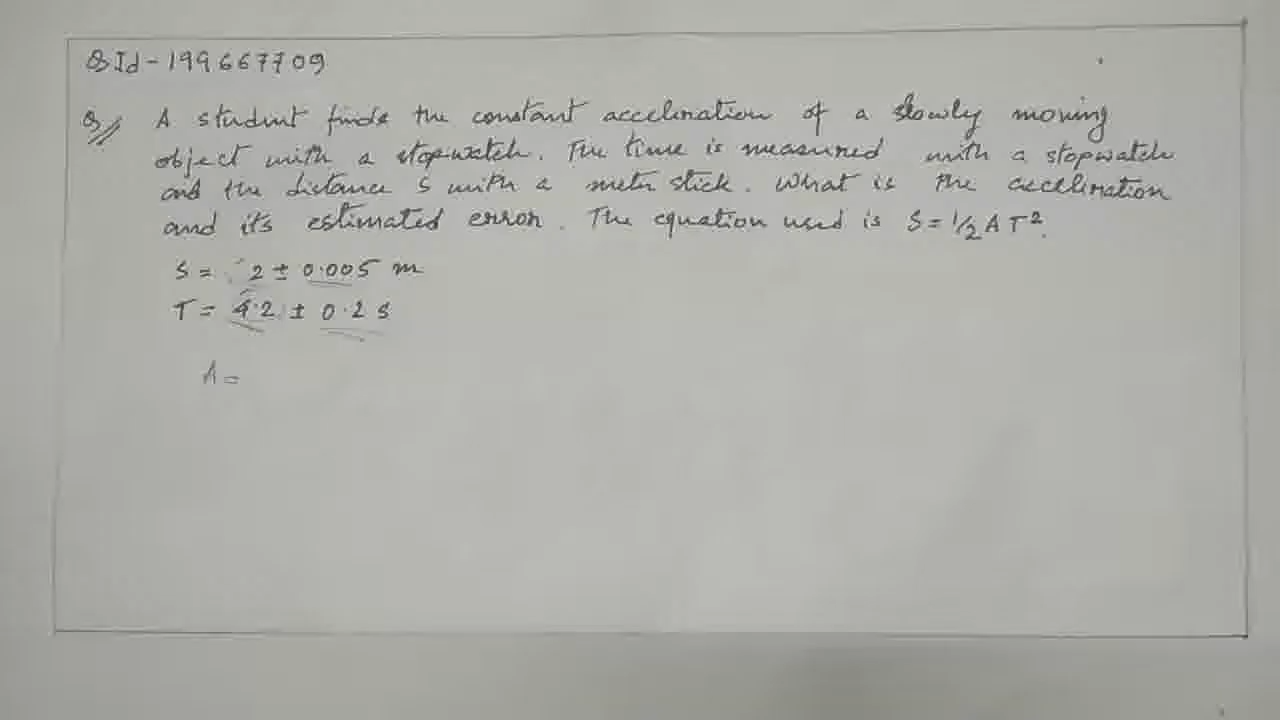 QId - 199667709
Q// A student finds the constant acceleration of a slowly moving
object with a stopwatch. The time is measured with a stopwatch
and the distance S with a meter stick. What is the acceleration
and its estimated error. The equation used is S = 1/2 A T².
S = 2 ± 0.005 m
T = 4.2 ± 0.2 s
A =